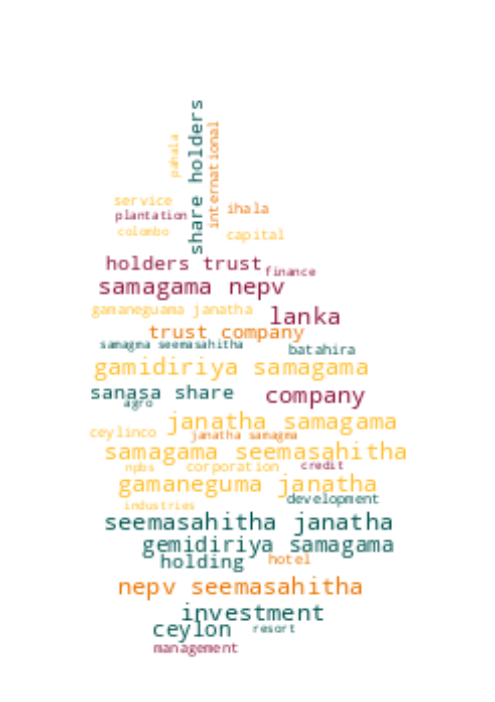 share holders
pahala
international
service
ihala
plantation
colombo
capital
holders trust
finance
samagama nepv
gamaneguama janatha
lanka
trust company
samagma seemasahitha
batahira
gamidiriya samagama
sanasa share
company
agro
janatha samagama
ceylinco
janatha samagma
samagama seemasahitha
npbs
corporation
credit
gamaneguma janatha
development
industries
seemasahitha janatha
gemidiriya samagama
holding
hotel
nepv seemasahitha
investment
ceylon
resort
management